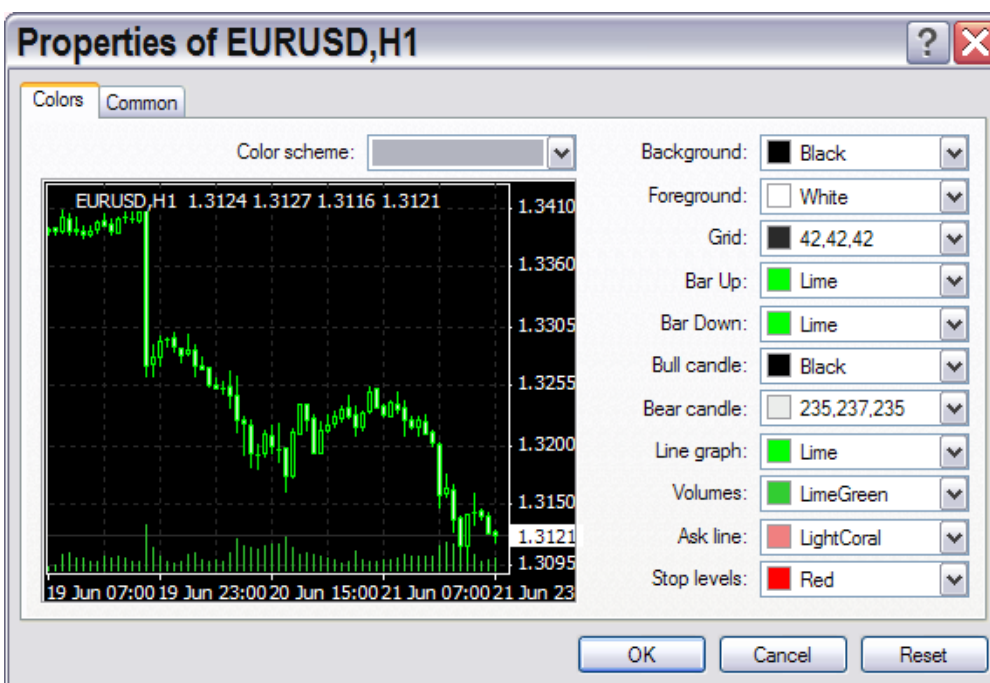 Properties of EURUSD,H1
?
Colors Common
Color scheme:
EURUSD,H1 1.3124 1.3127 1.3116 1.3121
1.3410
1.3360
1.3305
1.3255
1.3200
1.3150
1.3121
1.3095
19 Jun 07:00 19 Jun 23:00 20 Jun 15:00 21 Jun 07:00 21 Jun 23
Background: Black
Foreground: White
Grid: 42,42,42
Bar Up: Lime
Bar Down: Lime
Bull candle: Black
Bear candle: 235,237,235
Line graph: Lime
Volumes: LimeGreen
Ask line: LightCoral
Stop levels: Red
OK Cancel Reset